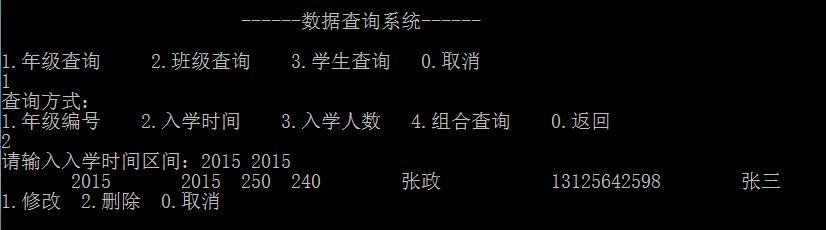 ------数据查询系统------
1.年级查询 2.班级查询 3.学生查询 0.取消
1
查询方式：
1.年级编号 2.入学时间 3.入学人数 4.组合查询 0.返回
2
请输入入学时间区间：2015 2015
2015 2015 250 240 张政 13125642598 张三
1.修改 2.删除 0.取消